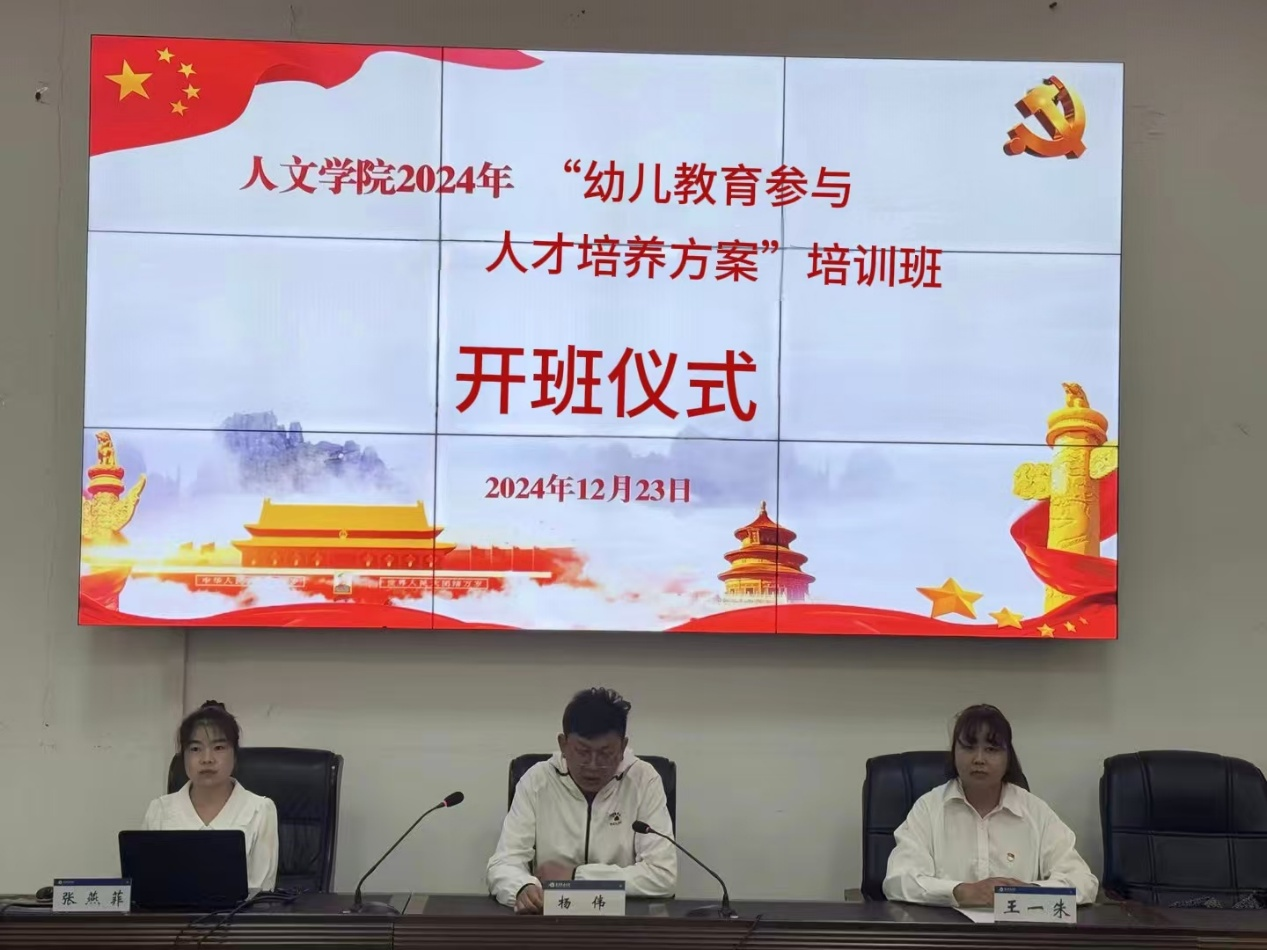 人文学院2024年 “幼儿教育参与
人才培养方案”培训班
开班仪式
2024年12月23日
张燕菲
杨伟
王一朱